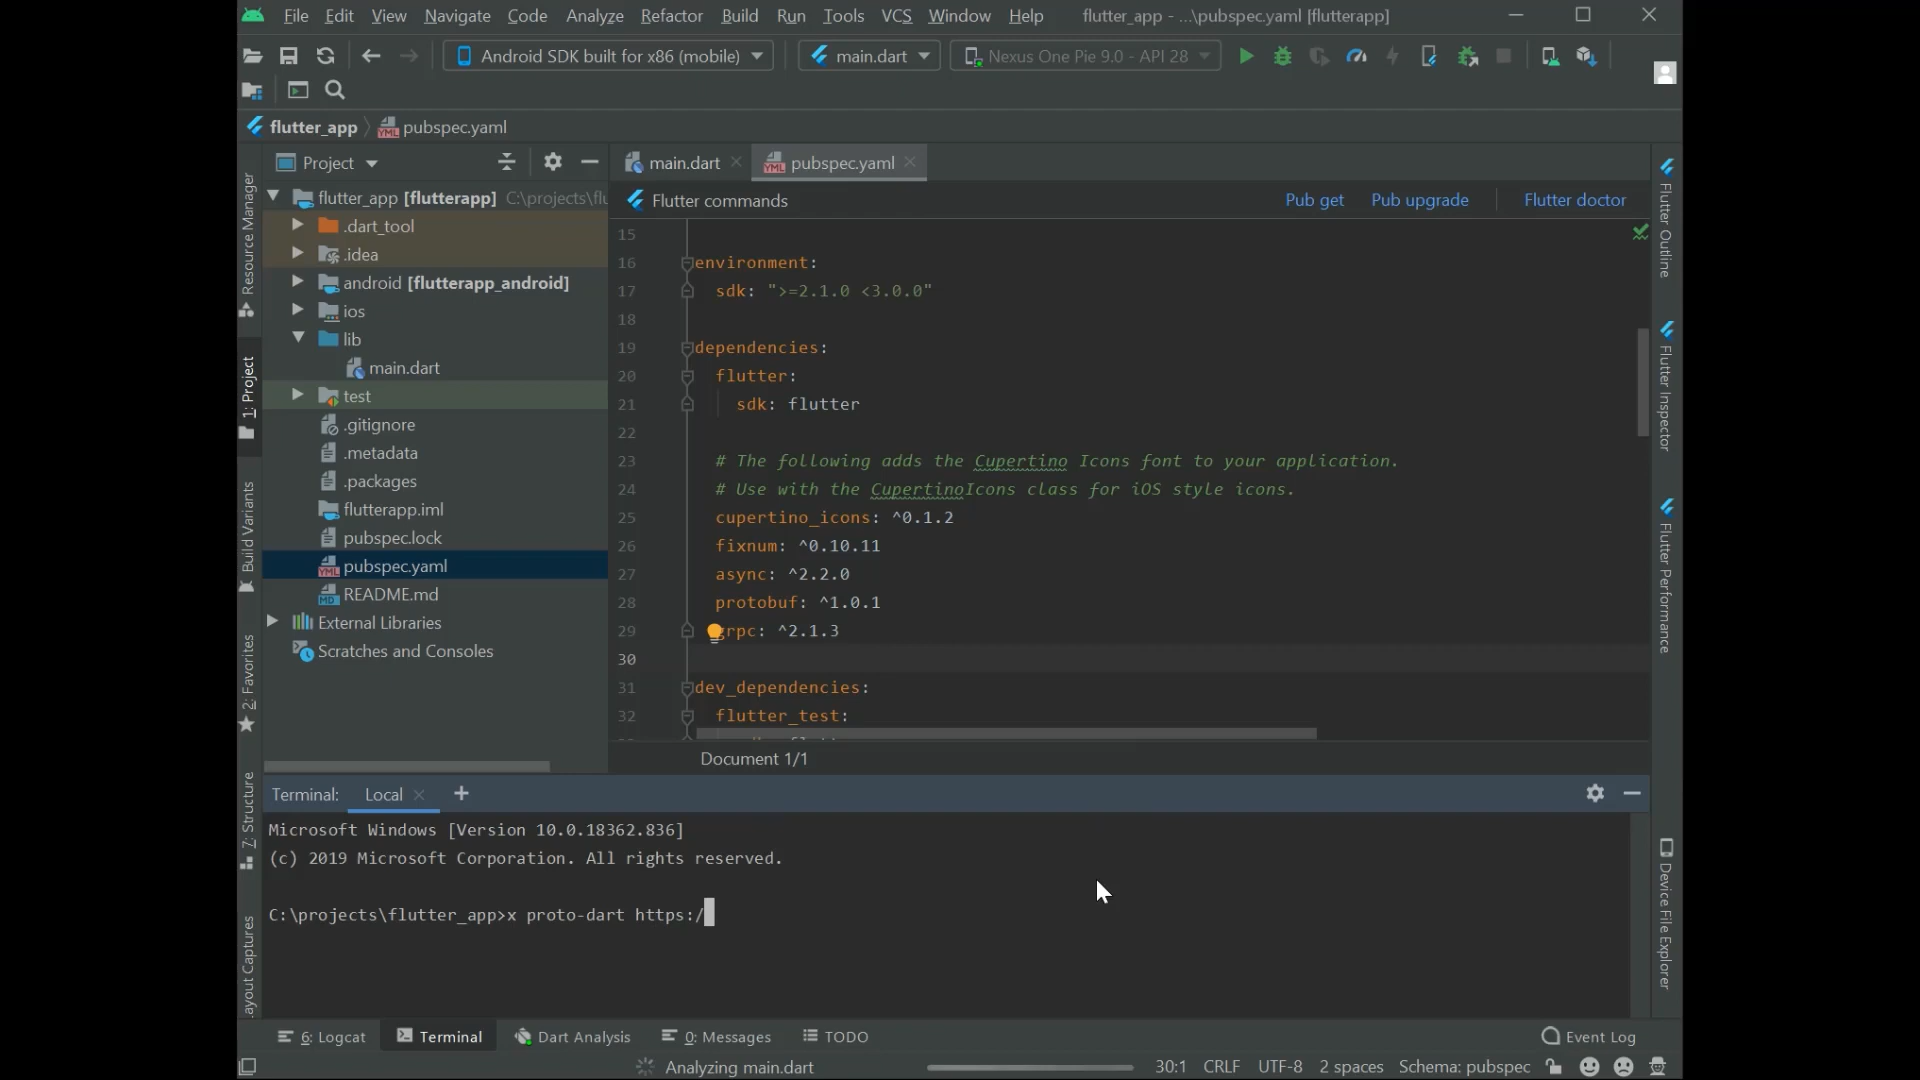 File Edit View Navigate Code Analyze Refactor Build Run Tools VCS Window Help flutter_app - ...\pubspec.yaml [flutterapp]
Android SDK built for x86 (mobile) main.dart Nexus One Pie 9.0 - API 28
flutter_app pubspec.yaml
Project
main.dart pubspec.yaml
flutter_app [flutterapp] C:\projects\flu
.dart_tool
.idea
android [flutterapp_android]
ios
lib
main.dart
test
.gitignore
.metadata
.packages
flutterapp.iml
pubspec.lock
pubspec.yaml
README.md
External Libraries
Scratches and Consoles
Flutter commands Pub get Pub upgrade Flutter doctor
15
16 environment:
17 sdk: ">=2.1.0 <3.0.0"
18
19 dependencies:
20 flutter:
21 sdk: flutter
22
23 # The following adds the Cupertino Icons font to your application.
24 # Use with the CupertinoIcons class for iOS style icons.
25 cupertino_icons: ^0.1.2
26 fixnum: ^0.10.11
27 async: ^2.2.0
28 protobuf: ^1.0.1
29 grpc: ^2.1.3
30
31 dev_dependencies:
32 flutter_test:
Document 1/1
Resource Manager
1: Project
Build Variants
2: Favorites
7: Structure
ayout Captures
Flutter Outline
Flutter Inspector
Flutter Performance
Device File Explorer
Terminal: Local
Microsoft Windows [Version 10.0.18362.836]
(c) 2019 Microsoft Corporation. All rights reserved.
C:\projects\flutter_app>x proto-dart https:/
6: Logcat Terminal Dart Analysis 0: Messages TODO Event Log
Analyzing main.dart 30:1 CRLF UTF-8 2 spaces Schema: pubspec